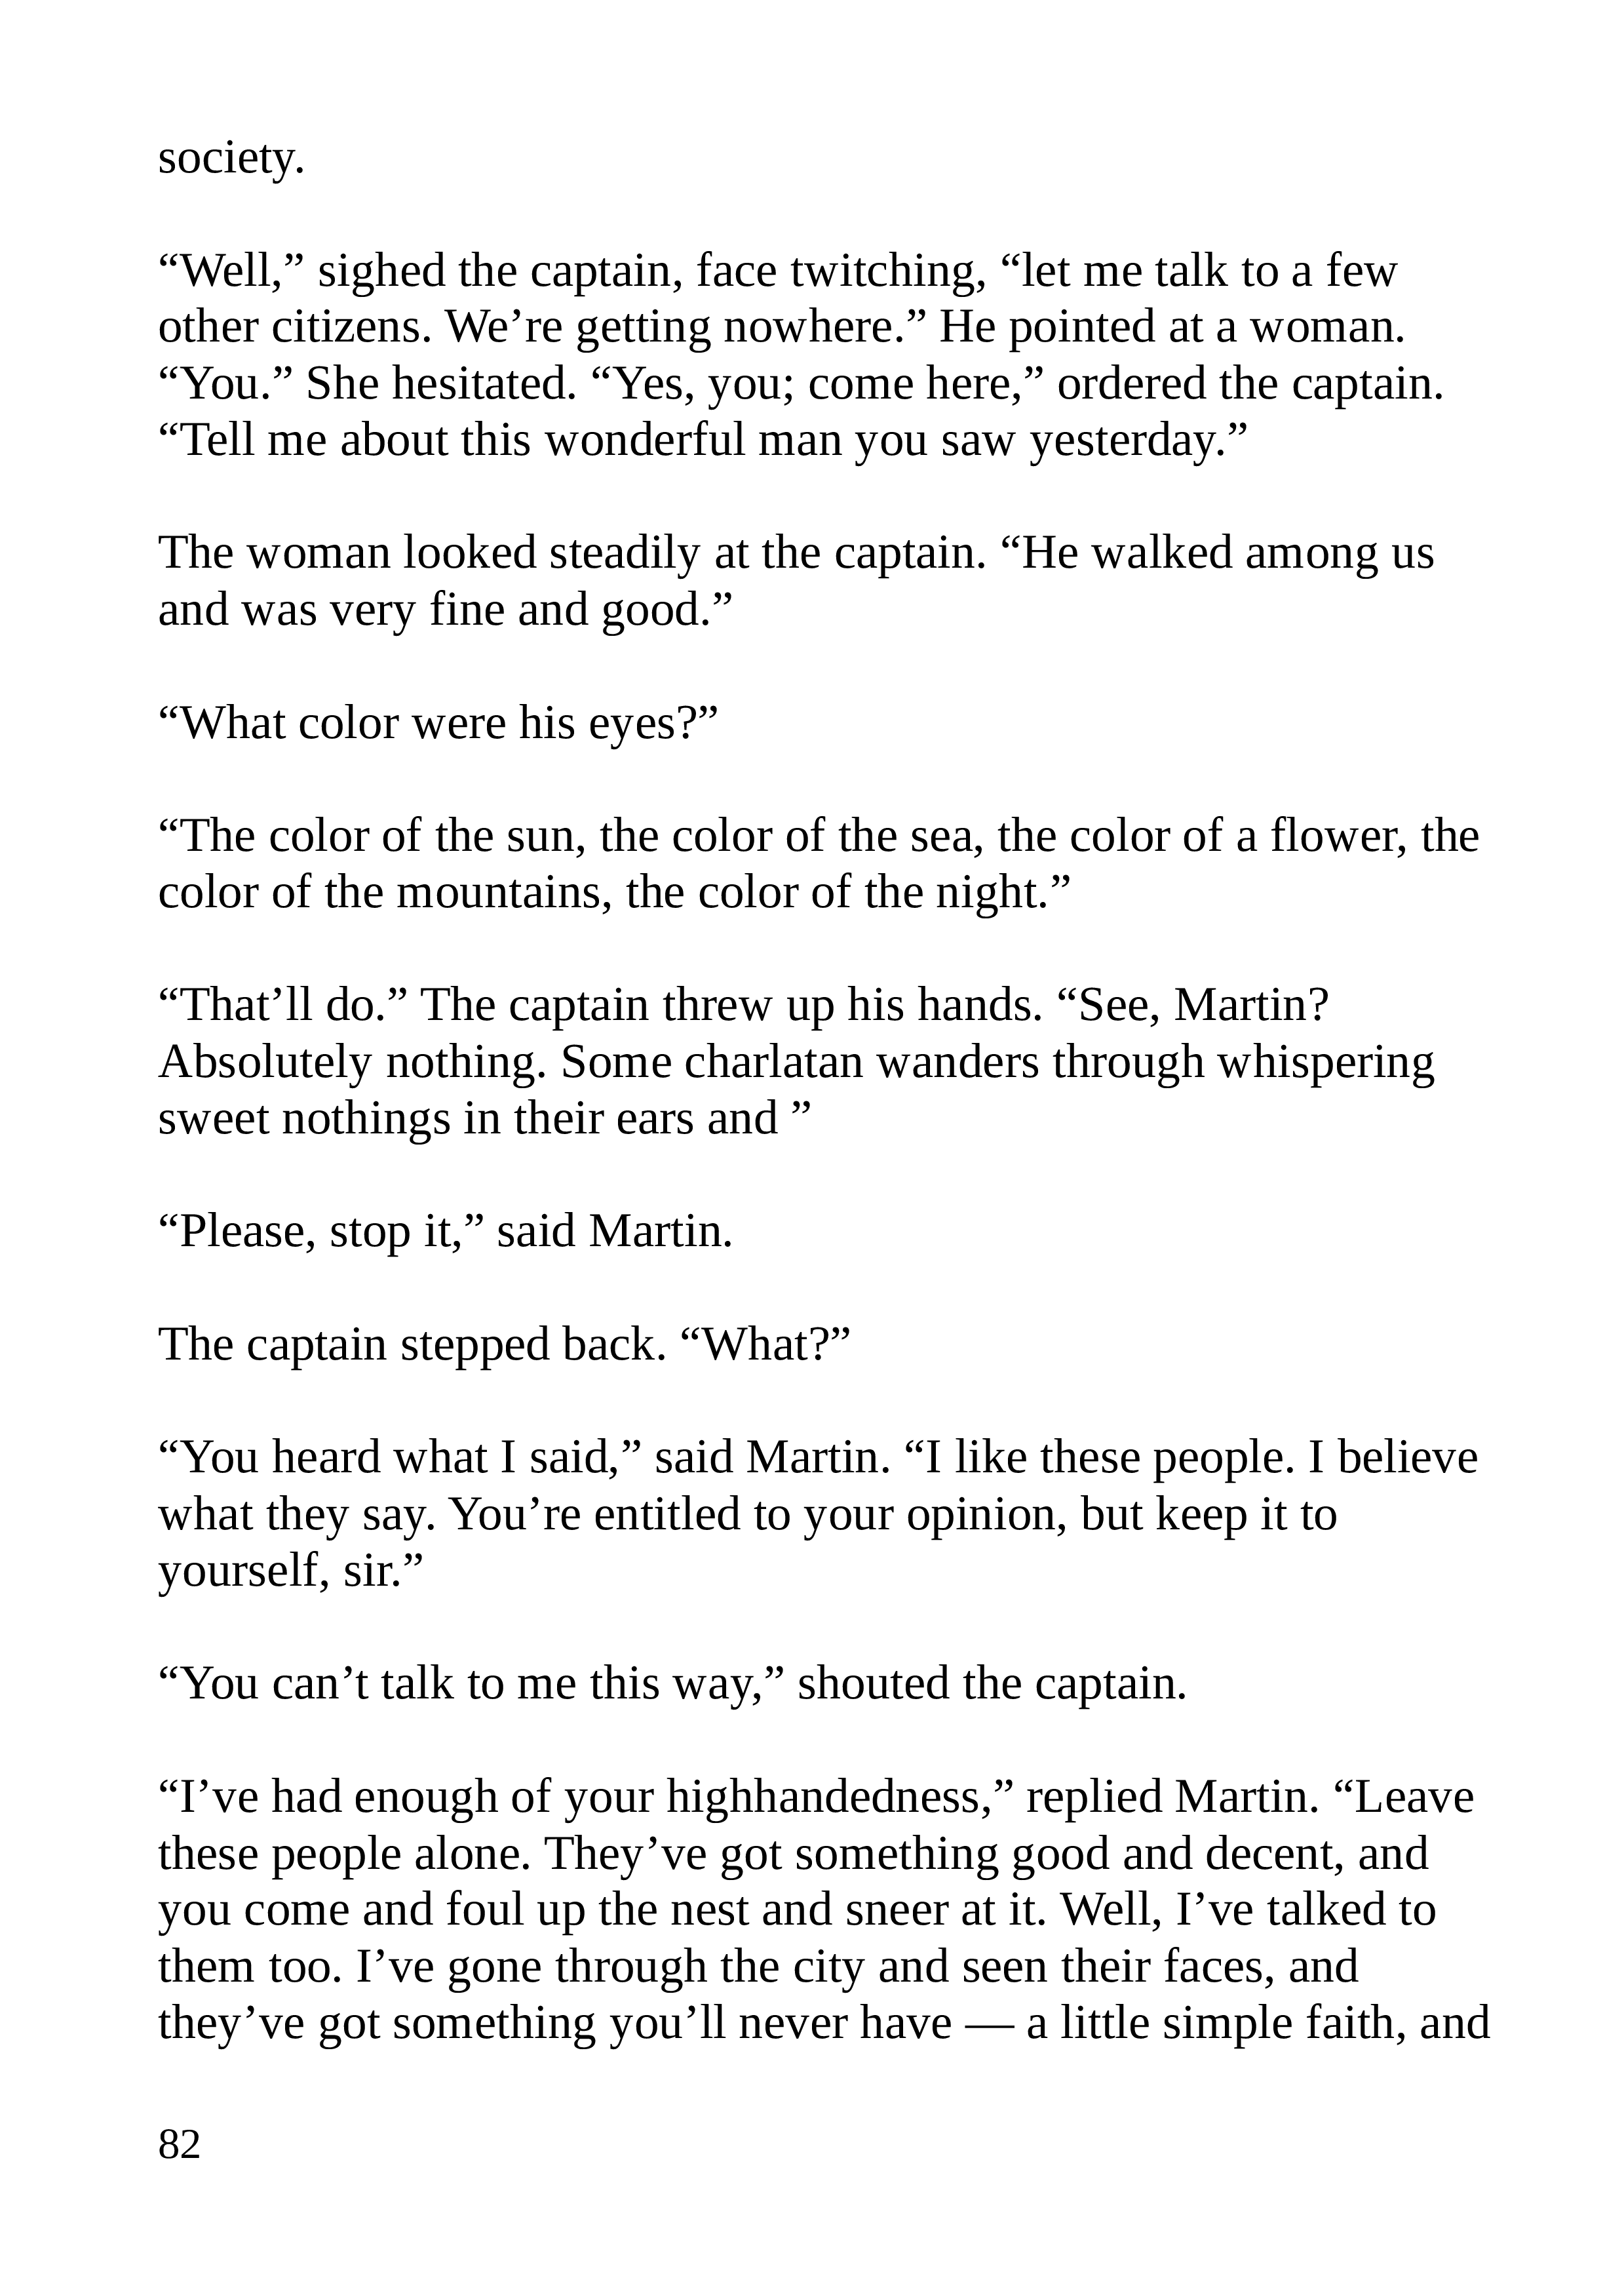 society.
“Well,” sighed the captain, face twitching, “let me talk to a few
other citizens. We’re getting nowhere.” He pointed at a woman.
“You.” She hesitated. “Yes, you; come here,” ordered the captain.
“Tell me about this wonderful man you saw yesterday.”
The woman looked steadily at the captain. “He walked among us
and was very fine and good.”
“What color were his eyes?”
“The color of the sun, the color of the sea, the color of a flower, the
color of the mountains, the color of the night.”
“That’ll do.” The captain threw up his hands. “See, Martin?
Absolutely nothing. Some charlatan wanders through whispering
sweet nothings in their ears and ”
“Please, stop it,” said Martin.
The captain stepped back. “What?”
“You heard what I said,” said Martin. “I like these people. I believe
what they say. You’re entitled to your opinion, but keep it to
yourself, sir.”
“You can’t talk to me this way,” shouted the captain.
“I’ve had enough of your highhandedness,” replied Martin. “Leave
these people alone. They’ve got something good and decent, and
you come and foul up the nest and sneer at it. Well, I’ve talked to
them too. I’ve gone through the city and seen their faces, and
they’ve got something you’ll never have — a little simple faith, and
82